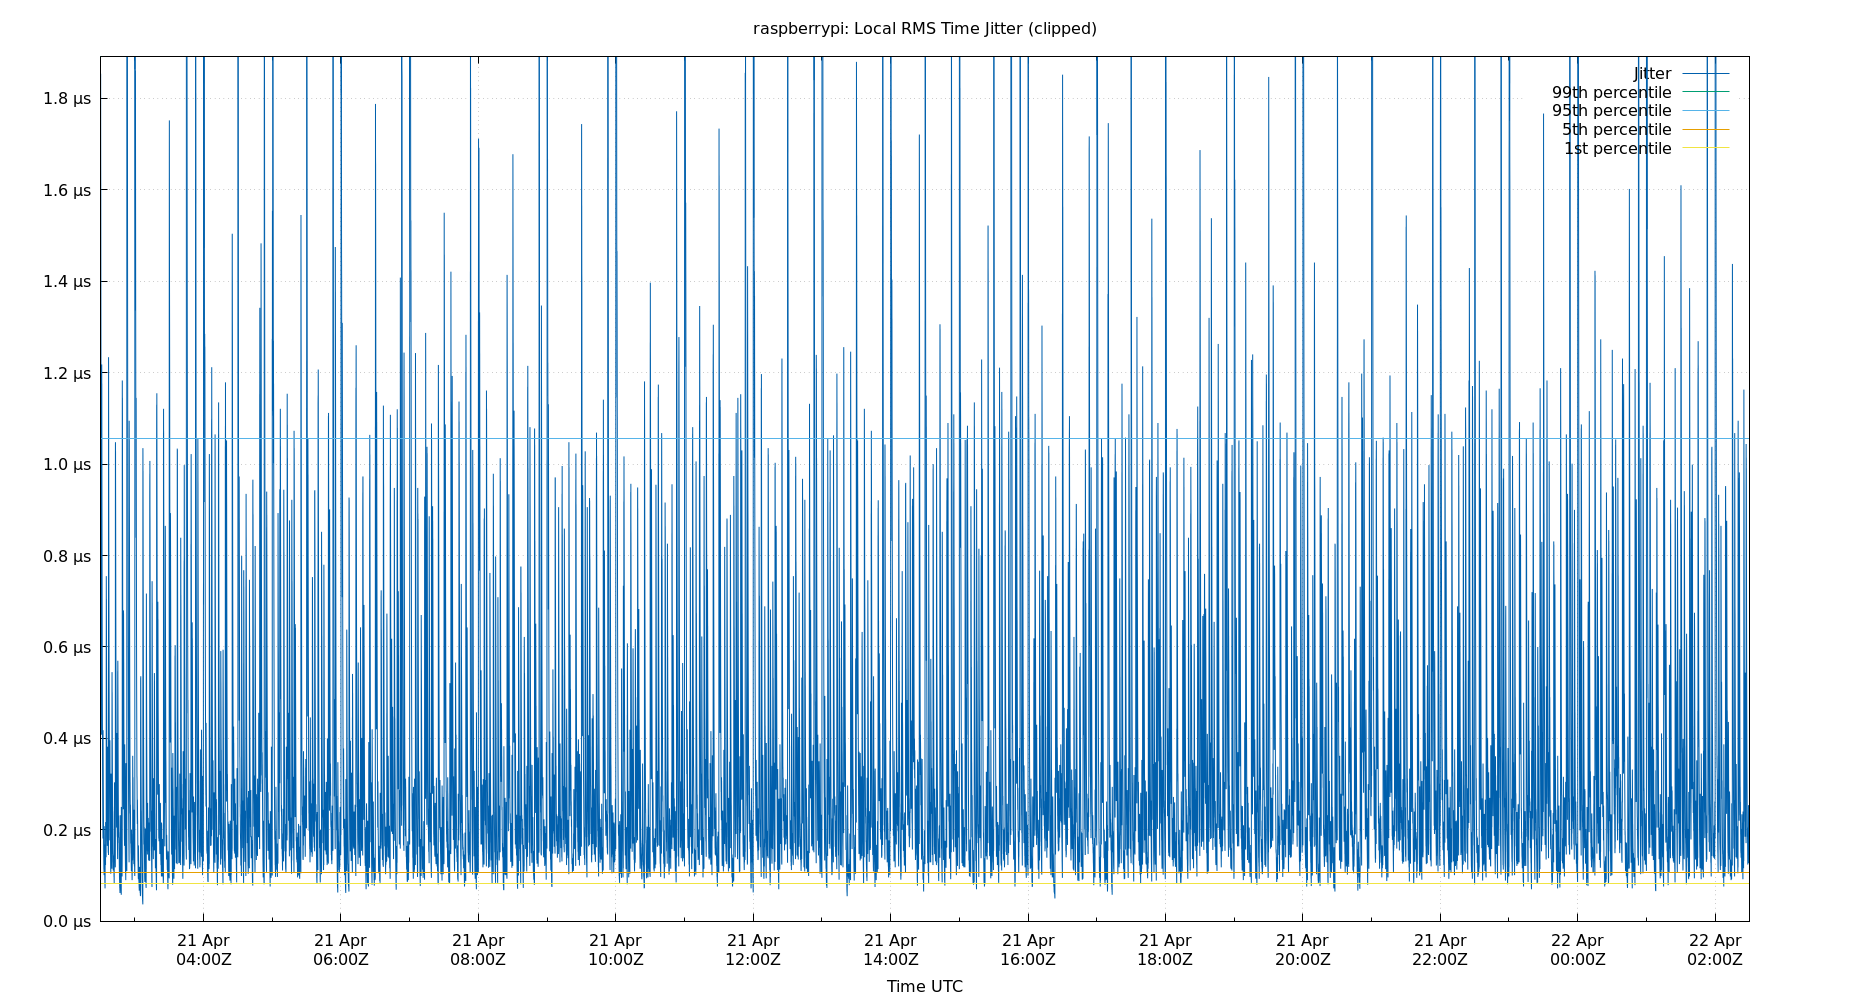 raspberrypi: Local RMS Time Jitter (clipped)
Jitter
99th percentile
95th percentile
5th percentile
1st percentile
1.8 µs
1.6 µs
1.4 µs
1.2 µs
1.0 µs
0.8 µs
0.6 µs
0.4 µs
0.2 µs
0.0 µs
21 Apr 21 Apr 21 Apr 21 Apr 21 Apr 21 Apr 21 Apr 21 Apr 21 Apr 21 Apr 22 Apr 22 Apr
04:00Z 06:00Z 08:00Z 10:00Z 12:00Z 14:00Z 16:00Z 18:00Z 20:00Z 22:00Z 00:00Z 02:00Z
Time UTC